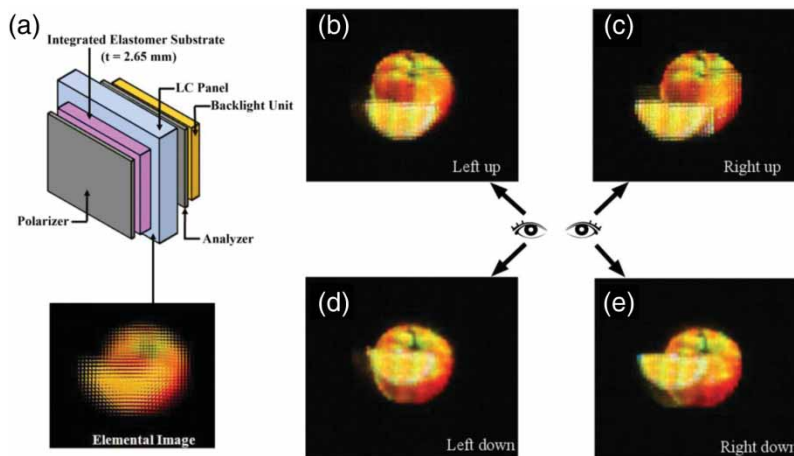 (a)
Integrated Elastomer Substrate
(t = 2.65 mm)
LC Panel
Backlight Unit
Polarizer
Analyzer
Elemental Image
(b)
Left up
(c)
Right up
(d)
Left down
(e)
Right down